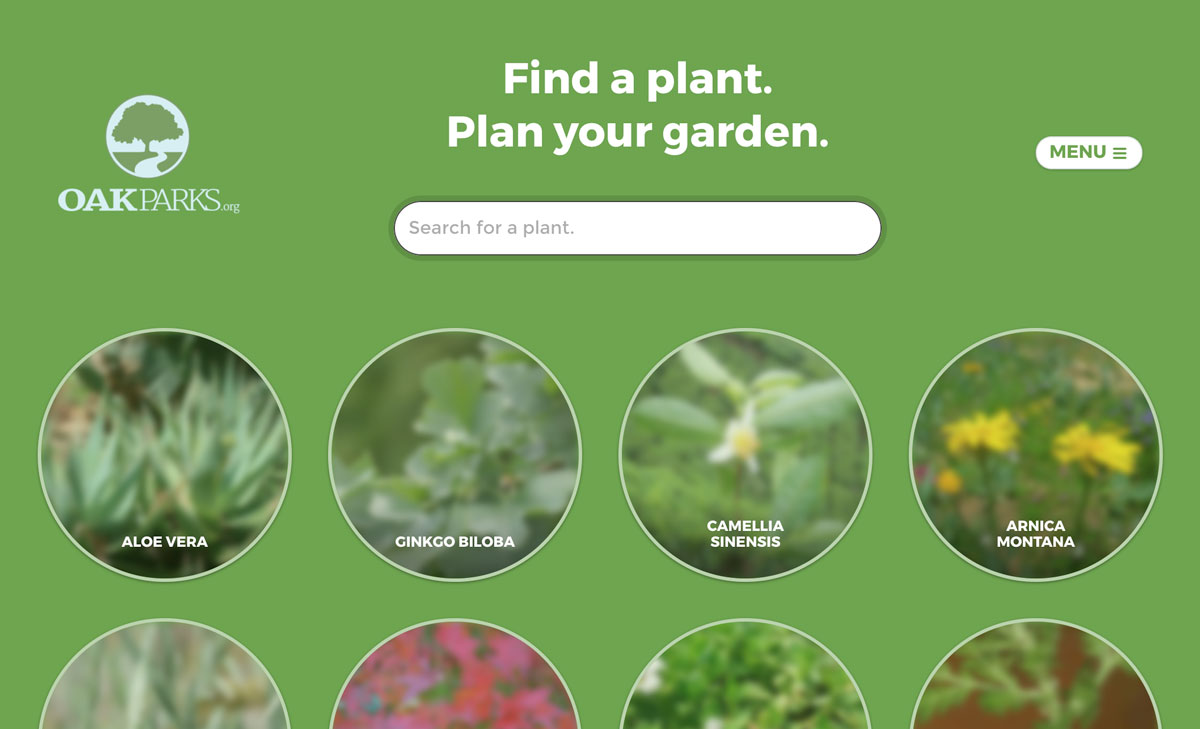 Find a plant.
Plan your garden.
OAKPARKS.org
MENU
Search for a plant.
ALOE VERA
GINKGO BILOBA
CAMELLIA
SINENSIS
ARNICA
MONTANA